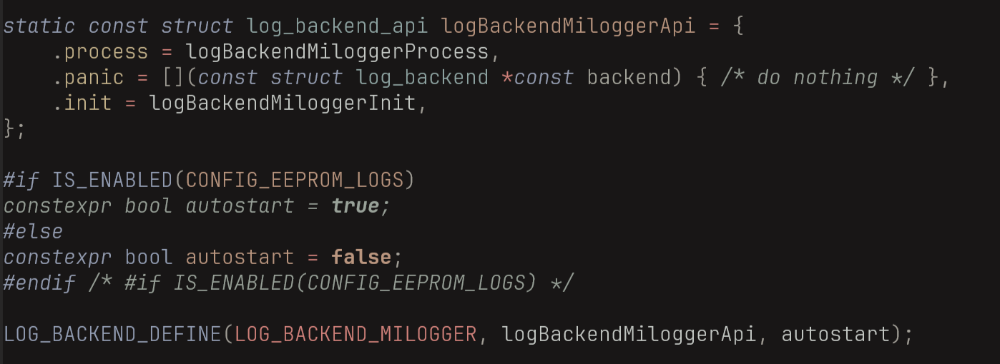 static const struct log_backend_api logBackendMiloggerApi = {
    .process = logBackendMiloggerProcess,
    .panic = [](const struct log_backend *const backend) { /* do nothing */ },
    .init = logBackendMiloggerInit,
};

#if IS_ENABLED(CONFIG_EEPROM_LOGS)
constexpr bool autostart = true;
#else
constexpr bool autostart = false;
#endif /* #if IS_ENABLED(CONFIG_EEPROM_LOGS) */

LOG_BACKEND_DEFINE(LOG_BACKEND_MILOGGER, logBackendMiloggerApi, autostart);